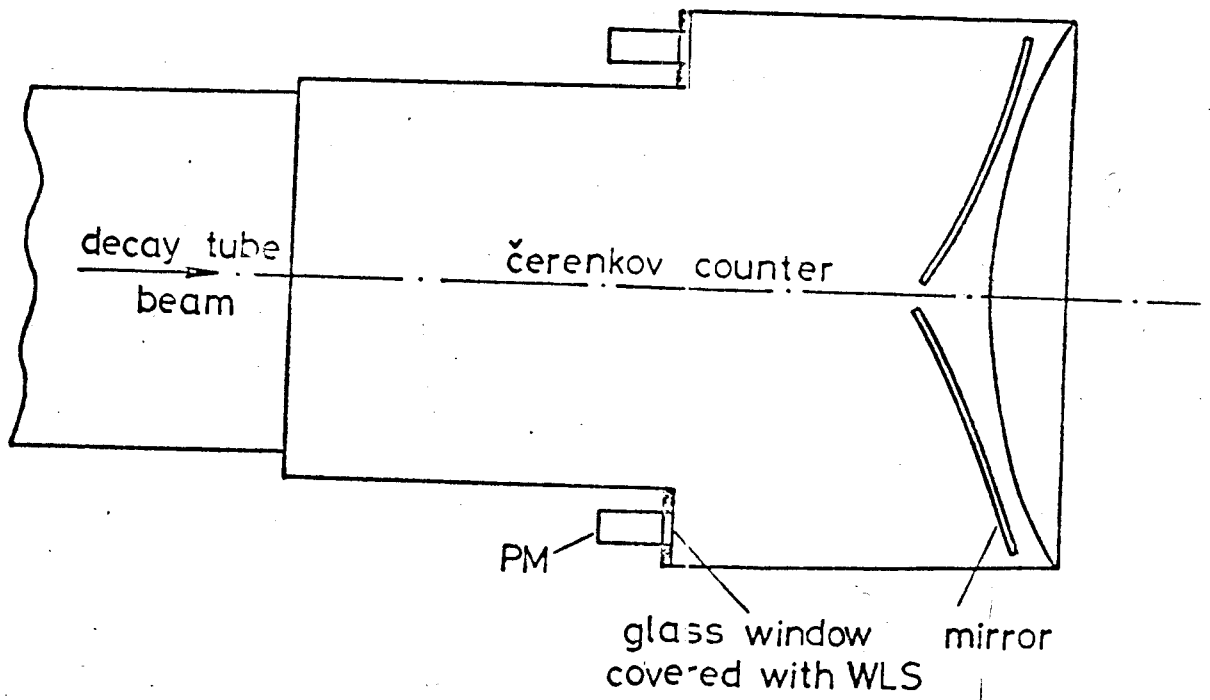 decay tube
beam
čerenkov counter
PM
glass window
covered with WLS
mirror